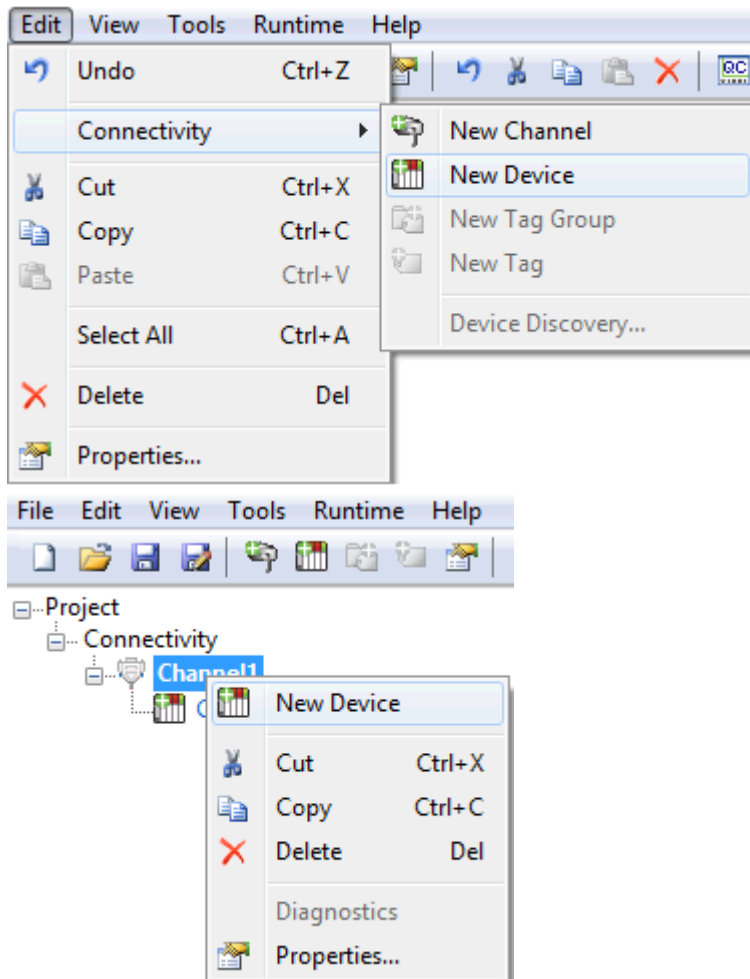 Edit View Tools Runtime Help
Undo Ctrl+Z
QC
Connectivity
New Channel
Cut Ctrl+X
New Device
Copy Ctrl+C
New Tag Group
Paste Ctrl+V
New Tag
Select All Ctrl+A
Device Discovery...
Delete Del
Properties...
File Edit View Tools Runtime Help
Project
Connectivity
Channel1
New Device
Cut Ctrl+X
Copy Ctrl+C
Delete Del
Diagnostics
Properties...